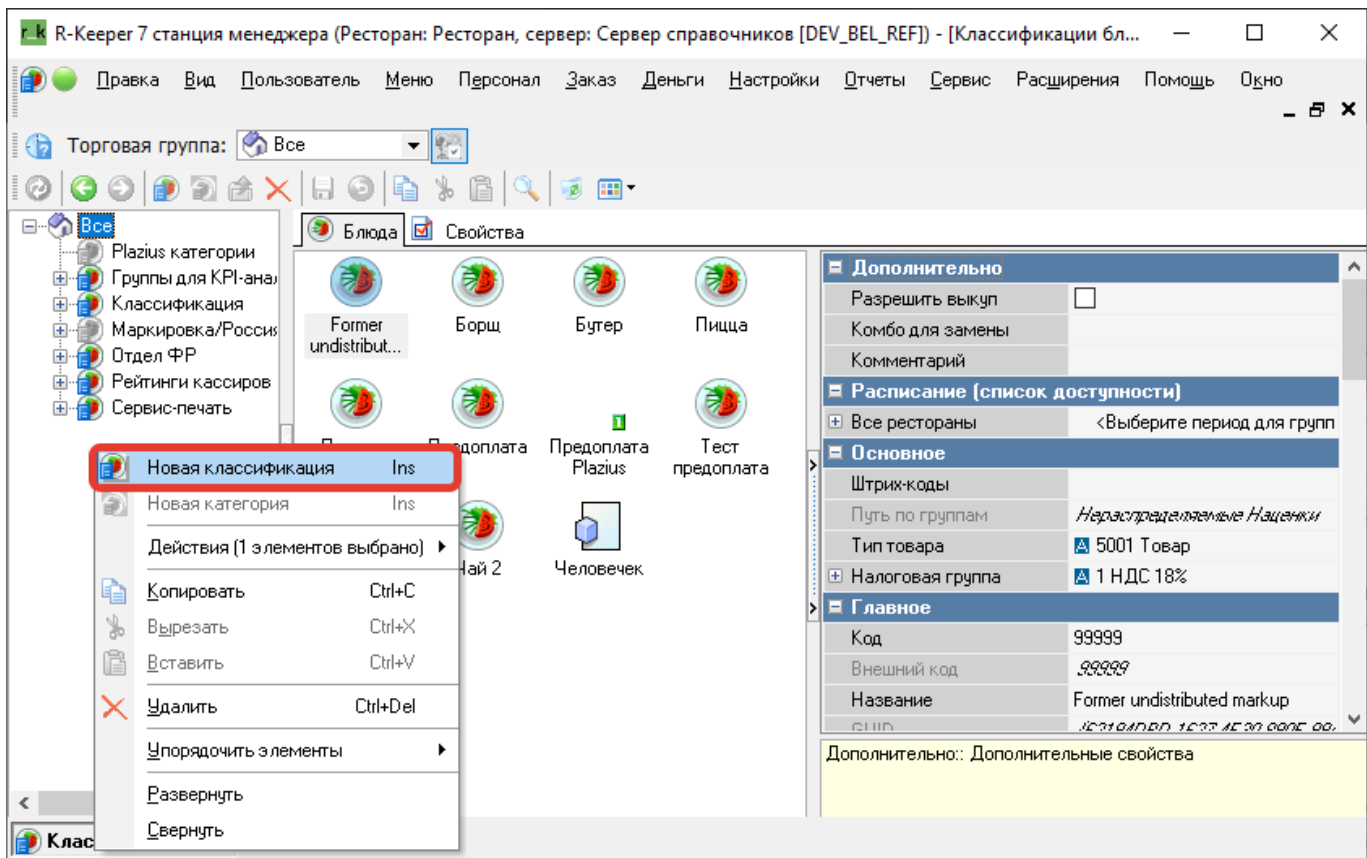 r_k R-Keeper 7 станция менеджера (Ресторан: Ресторан, сервер: Сервер справочников [DEV_BEL_REF]) - [Классификации бл...
Правка Вид Пользователь Меню Персонал Заказ Деньги Настройки Отчеты Сервис Расширения Помощь Окно
Торговая группа: Все
Все
Plazius категории
Группы для KPI-анал
Классификация
Маркировка/Россия
Отдел ФР
Рейтинги кассиров
Сервис-печать
Блюда Свойства
Former undistribut...
Борщ
Бутер
Пицца
Предоплата Plazius
Тест предоплата
Чай 2
Человечек
Новая классификация Ins
Новая категория Ins
Действия (1 элементов выбрано)
Копировать Ctrl+C
Вырезать Ctrl+X
Вставить Ctrl+V
Удалить Ctrl+Del
Упорядочить элементы
Развернуть
Свернуть
Дополнительно
Разрешить выкуп
Комбо для замены
Комментарий
Расписание (список доступности)
Все рестораны <Выберите период для групп
Основное
Штрих-коды
Путь по группам Нераспределяемые Наценки
Тип товара A 5001 Товар
Налоговая группа A 1 НДС 18%
Главное
Код 99999
Внешний код 99999
Название Former undistributed markup
GUID
Дополнительно:: Дополнительные свойства
Клас